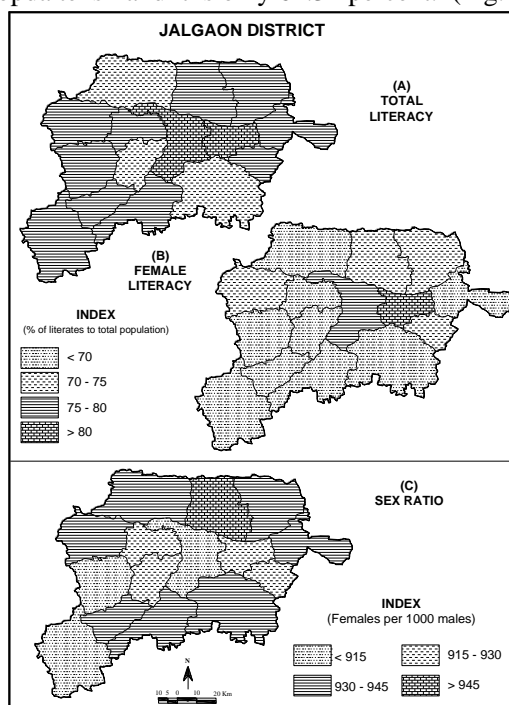 JALGAON DISTRICT
(A)
TOTAL
LITERACY
(B)
FEMALE
LITERACY
INDEX
(% of literates to total population)
< 70
70 - 75
75 - 80
> 80
(C)
SEX RATIO
INDEX
(Females per 1000 males)
< 915
915 - 930
930 - 945
> 945
N
10 5 0 10 20 Km